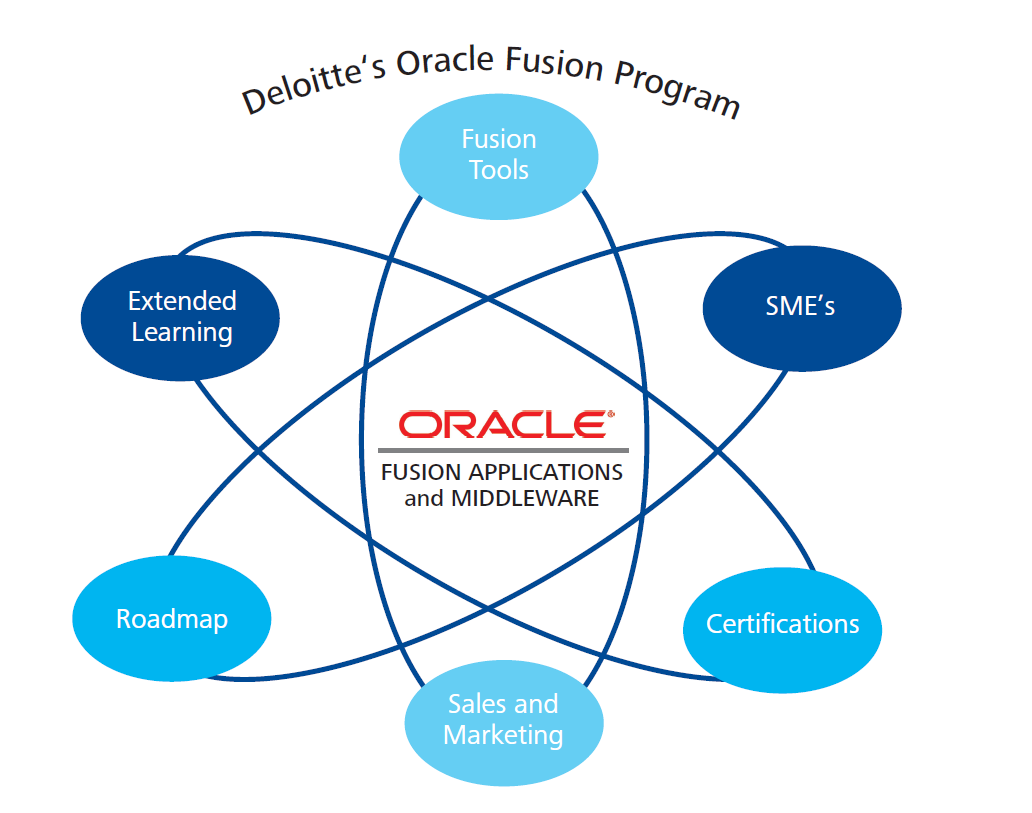 Deloitte‘s Oracle Fusion Program
Fusion
Tools
Extended
Learning
SME‘s
ORACLE®
FUSION APPLICATIONS
and MIDDLEWARE
Roadmap
Certifications
Sales and
Marketing